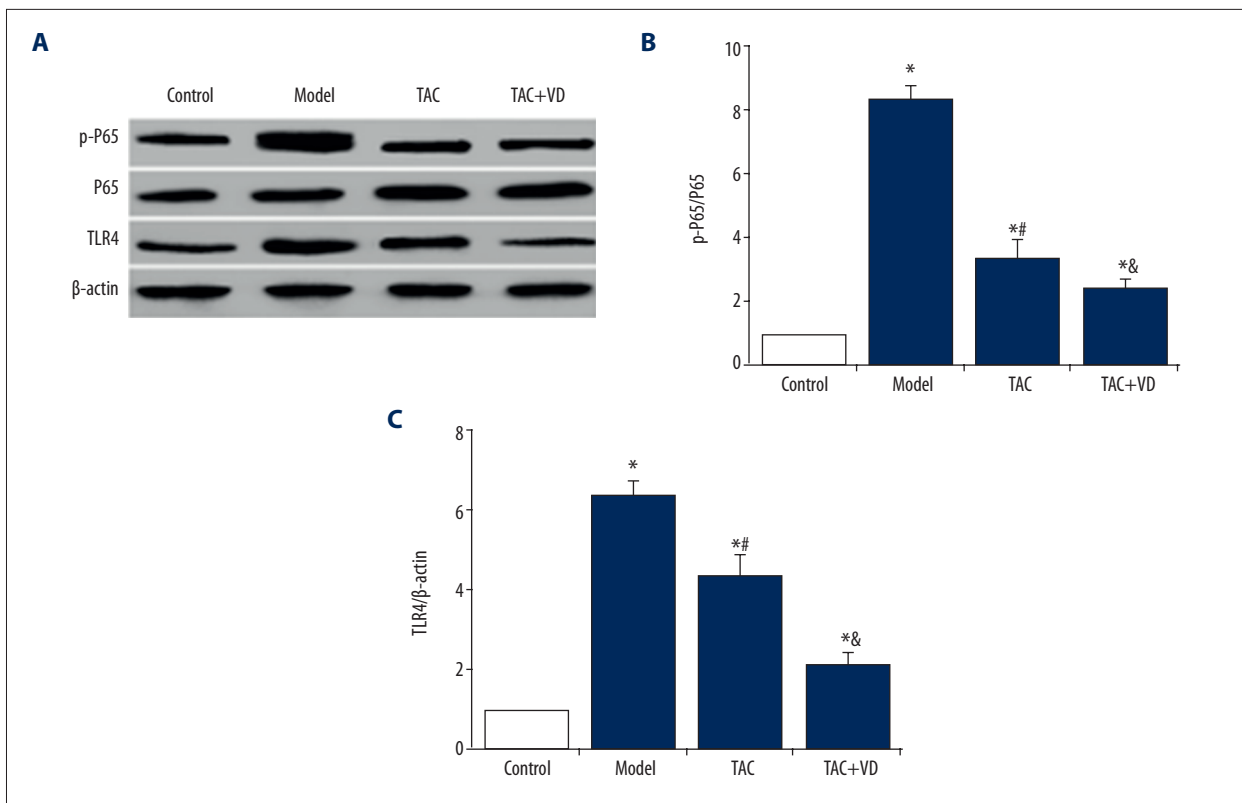 A
Control Model TAC TAC+VD
p-P65
P65
TLR4
β-actin
B
p-P65/P65
10
8
6
4
2
0
*
*#
*&
Control Model TAC TAC+VD
C
TLR4/β-actin
8
6
4
2
0
*
*#
*&
Control Model TAC TAC+VD